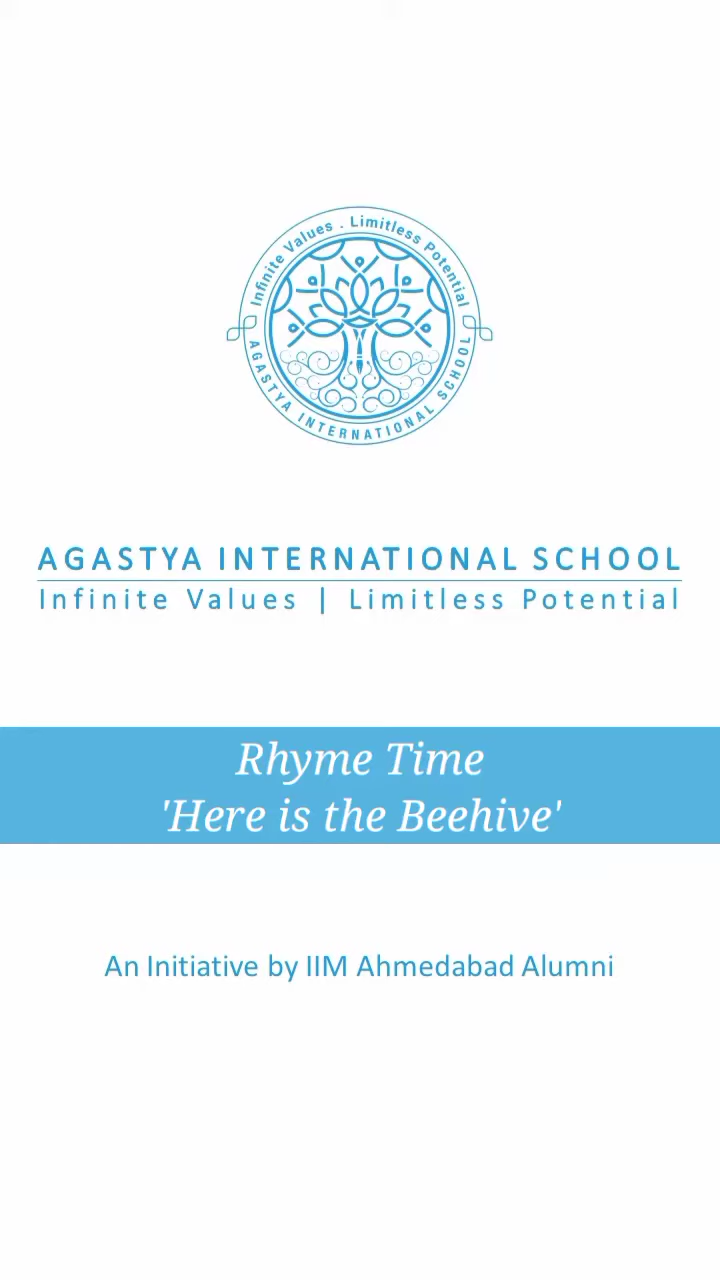 Infinite Values . Limitless Potential
AGASTYA INTERNATIONAL SCHOOL
AGASTYA INTERNATIONAL SCHOOL
Infinite Values | Limitless Potential
Rhyme Time
'Here is the Beehive'
An Initiative by IIM Ahmedabad Alumni